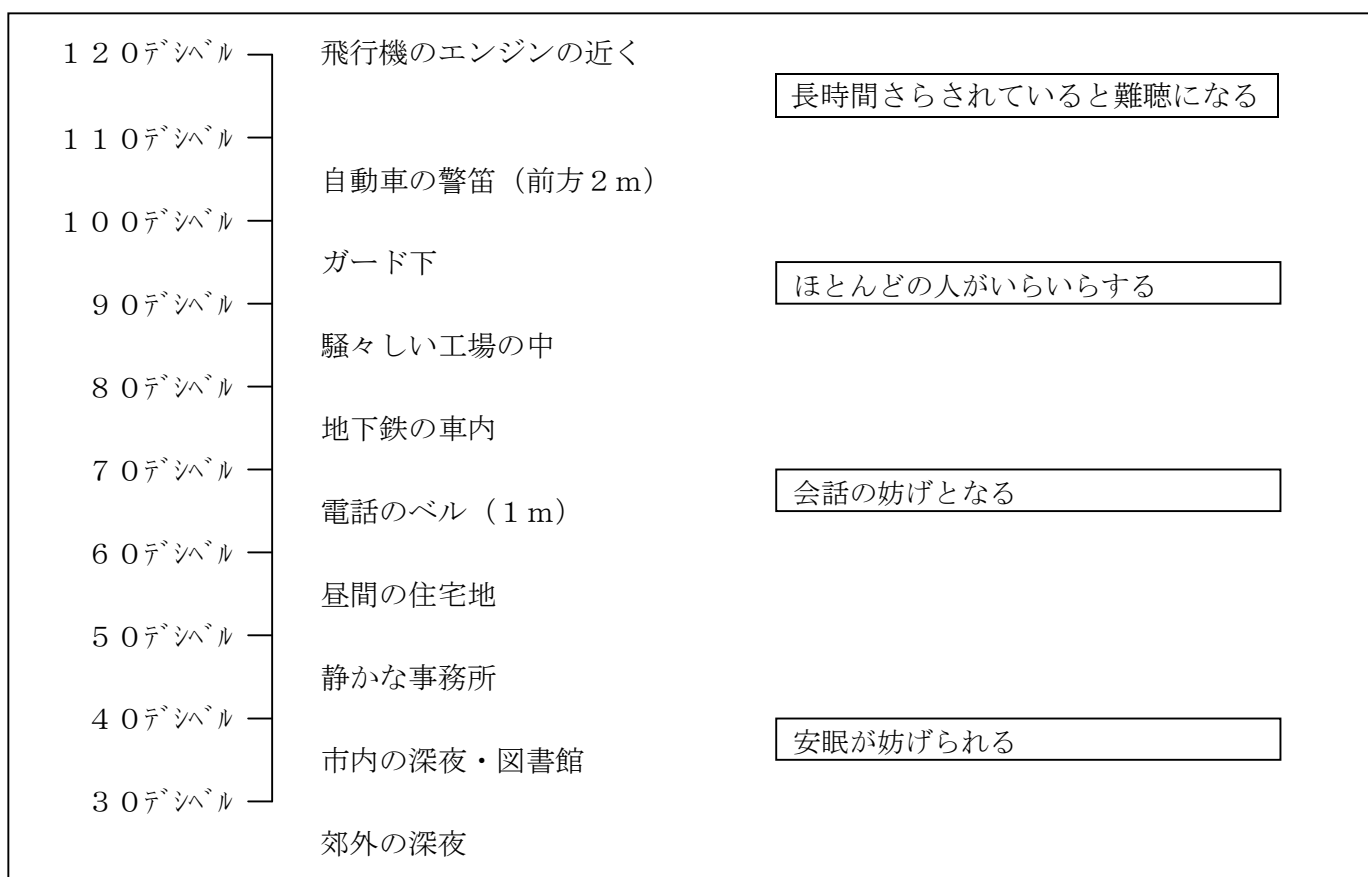 １２０ﾃﾞｼﾍﾞﾙ 飛行機のエンジンの近く
長時間さらされていると難聴になる
１１０ﾃﾞｼﾍﾞﾙ
自動車の警笛（前方２ｍ）
１００ﾃﾞｼﾍﾞﾙ
ガード下
ほとんどの人がいらいらする
９０ﾃﾞｼﾍﾞﾙ
騒々しい工場の中
８０ﾃﾞｼﾍﾞﾙ
地下鉄の車内
７０ﾃﾞｼﾍﾞﾙ
会話の妨げとなる
電話のベル（１ｍ）
６０ﾃﾞｼﾍﾞﾙ
昼間の住宅地
５０ﾃﾞｼﾍﾞﾙ
静かな事務所
４０ﾃﾞｼﾍﾞﾙ
安眠が妨げられる
市内の深夜・図書館
３０ﾃﾞｼﾍﾞﾙ
郊外の深夜